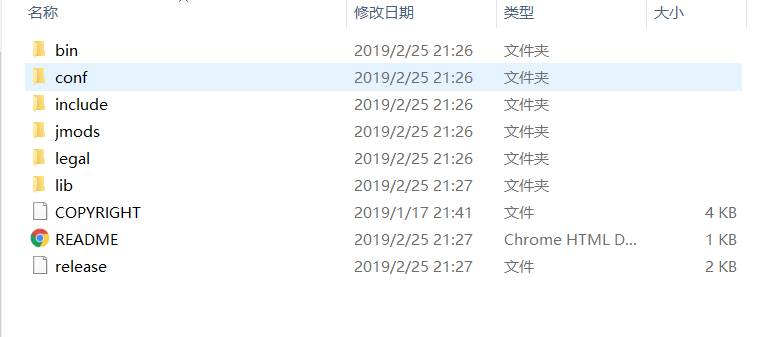 名称 修改日期 类型 大小
bin 2019/2/25 21:26 文件夹
conf 2019/2/25 21:26 文件夹
include 2019/2/25 21:26 文件夹
jmods 2019/2/25 21:26 文件夹
legal 2019/2/25 21:26 文件夹
lib 2019/2/25 21:27 文件夹
COPYRIGHT 2019/1/17 21:41 文件 4 KB
README 2019/2/25 21:27 Chrome HTML D... 1 KB
release 2019/2/25 21:27 文件 2 KB